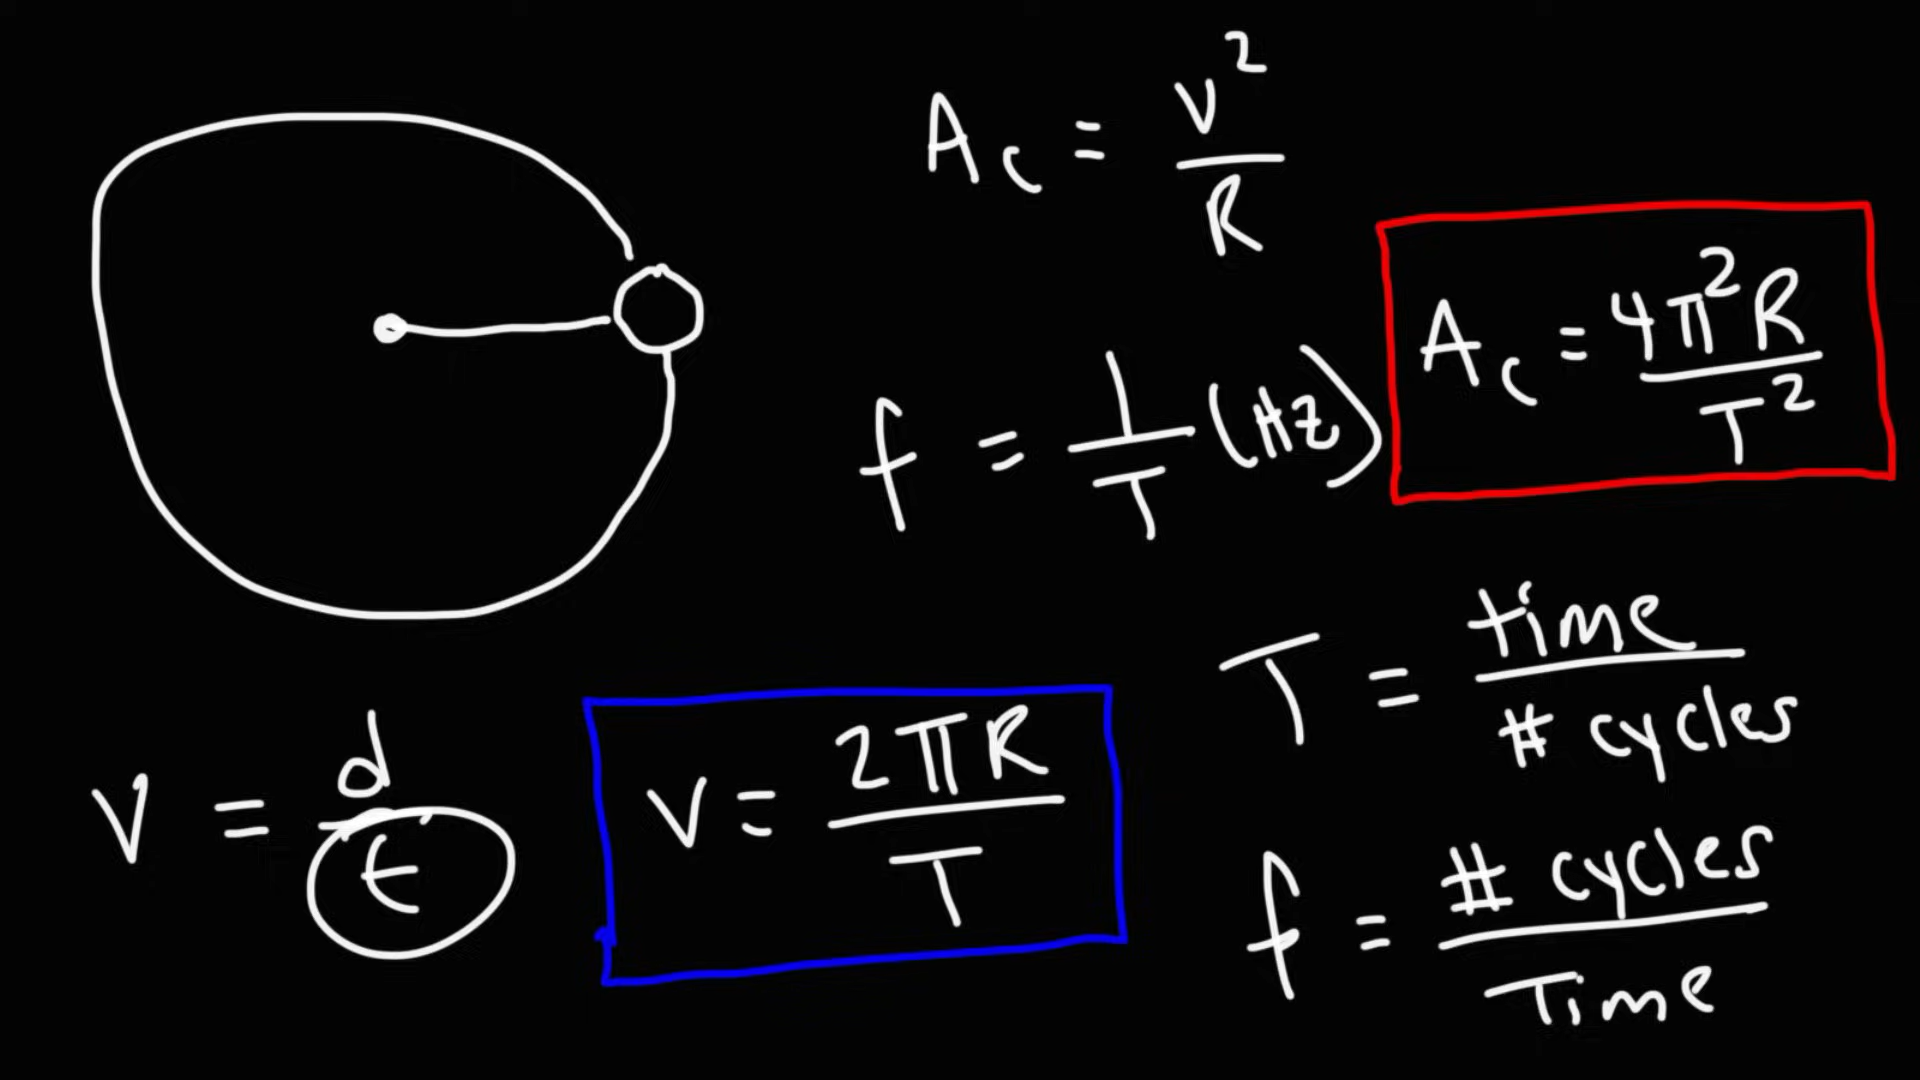 A_c = v²/R
f = 1/T (Hz)
A_c = 4π²R/T²
T = time/# cycles
v = d/t
v = 2πR/T
f = # cycles/Time